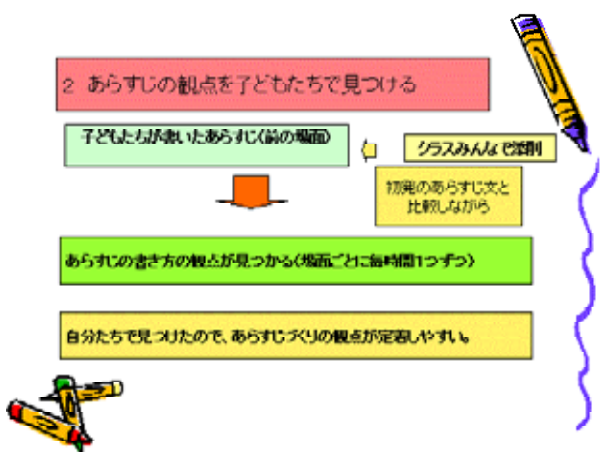 2 あらすじの観点を子どもたちで見つける
子どもたちが書いたあらすじ(前の場面)
クラスみんなで添削
初発のあらすじ文と
比較しながら
あらすじの書き方の観点が見つかる(場面ごとに毎時間1つずつ)
自分たちで見つけたので、あらすじづくりの観点が定着しやすい。